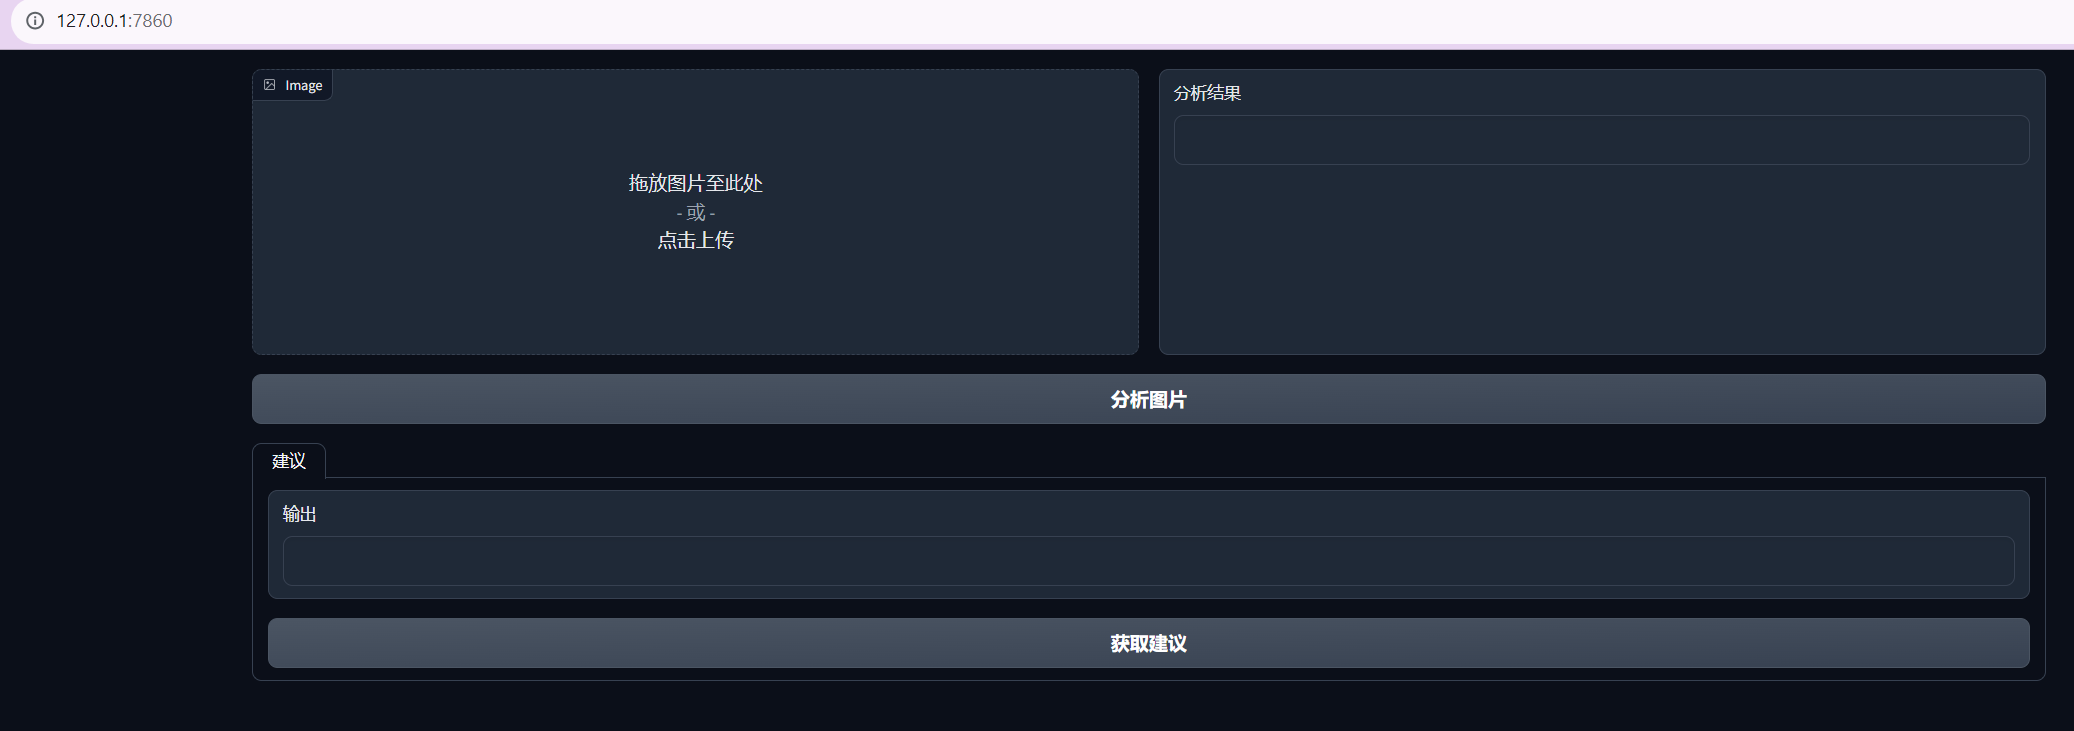 127.0.0.1:7860
Image
拖放图片至此处
- 或 -
点击上传
分析结果
分析图片
建议
输出
获取建议